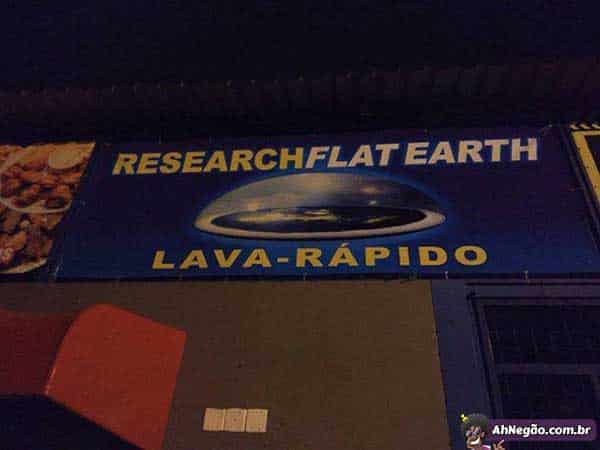 RESEARCHFLAT EARTH
LAVA-RÁPIDO
AhNegão.com.br